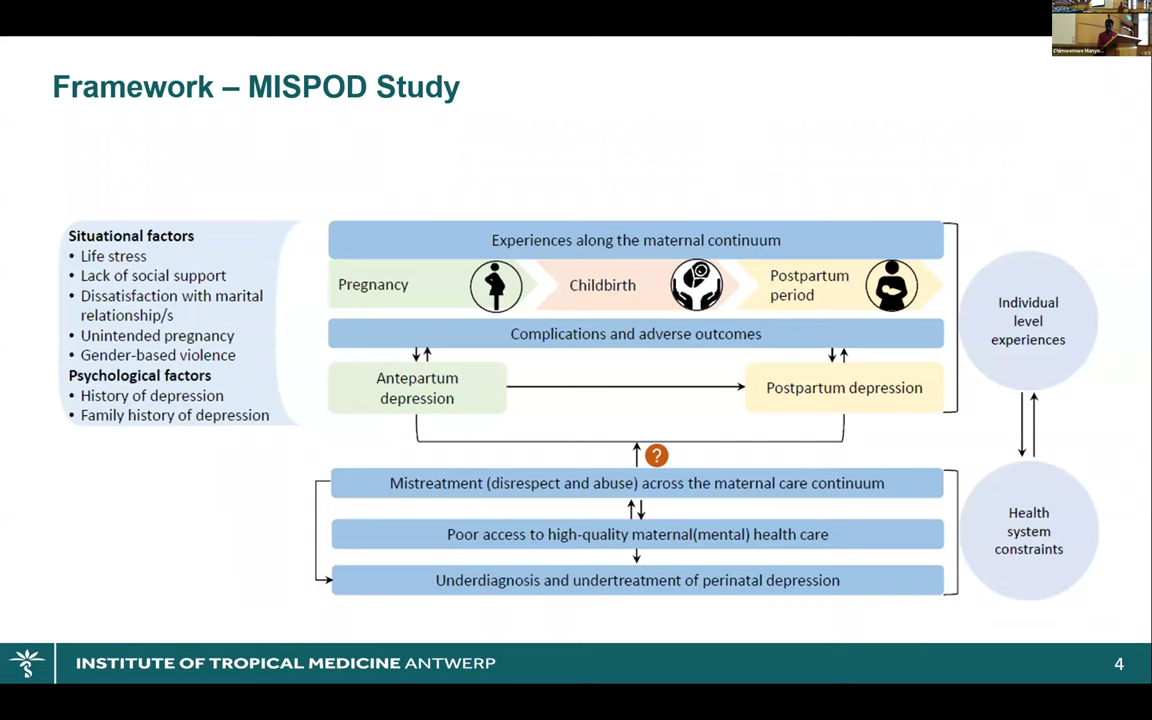 Framework – MISPOD Study
Situational factors
• Life stress
• Lack of social support
• Dissatisfaction with marital
relationship/s
• Unintended pregnancy
• Gender-based violence
Psychological factors
• History of depression
• Family history of depression
Experiences along the maternal continuum
Pregnancy
Childbirth
Postpartum
period
Complications and adverse outcomes
Antepartum
depression
Postpartum depression
?
Mistreatment (disrespect and abuse) across the maternal care continuum
Poor access to high-quality maternal(mental) health care
Underdiagnosis and undertreatment of perinatal depression
Individual
level
experiences
Health
system
constraints
INSTITUTE OF TROPICAL MEDICINE ANTWERP
4